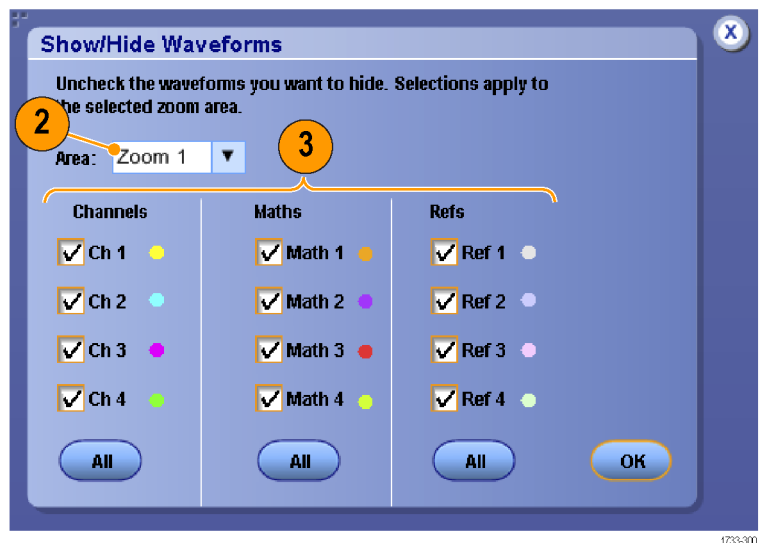 Show/Hide Waveforms
X
Uncheck the waveforms you want to hide. Selections apply to
the selected zoom area.
2
Area: Zoom 1
3
Channels Maths Refs
Ch 1 Math 1 Ref 1
Ch 2 Math 2 Ref 2
Ch 3 Math 3 Ref 3
Ch 4 Math 4 Ref 4
All All All OK
1733-300